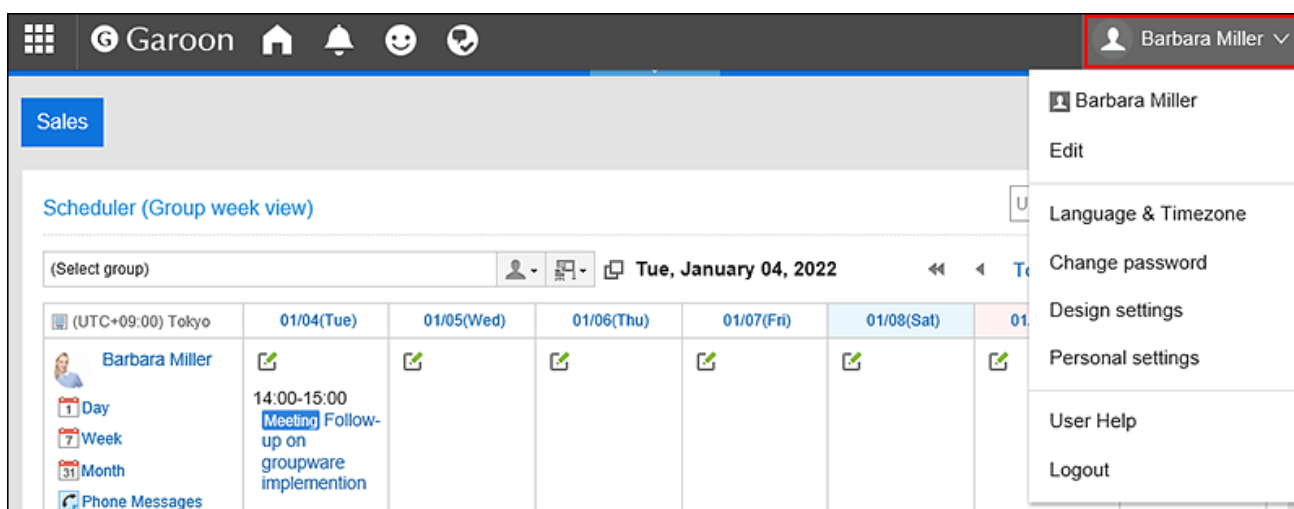 Garoon
Barbara Miller
Sales
Barbara Miller
Edit
Language & Timezone
Change password
Design settings
Personal settings
User Help
Logout
Scheduler (Group week view)
(Select group)
Tue, January 04, 2022
(UTC+09:00) Tokyo
01/04(Tue)
01/05(Wed)
01/06(Thu)
01/07(Fri)
01/08(Sat)
Barbara Miller
1 Day
7 Week
31 Month
Phone Messages
14:00-15:00
Meeting Follow-
up on
groupware
implemention